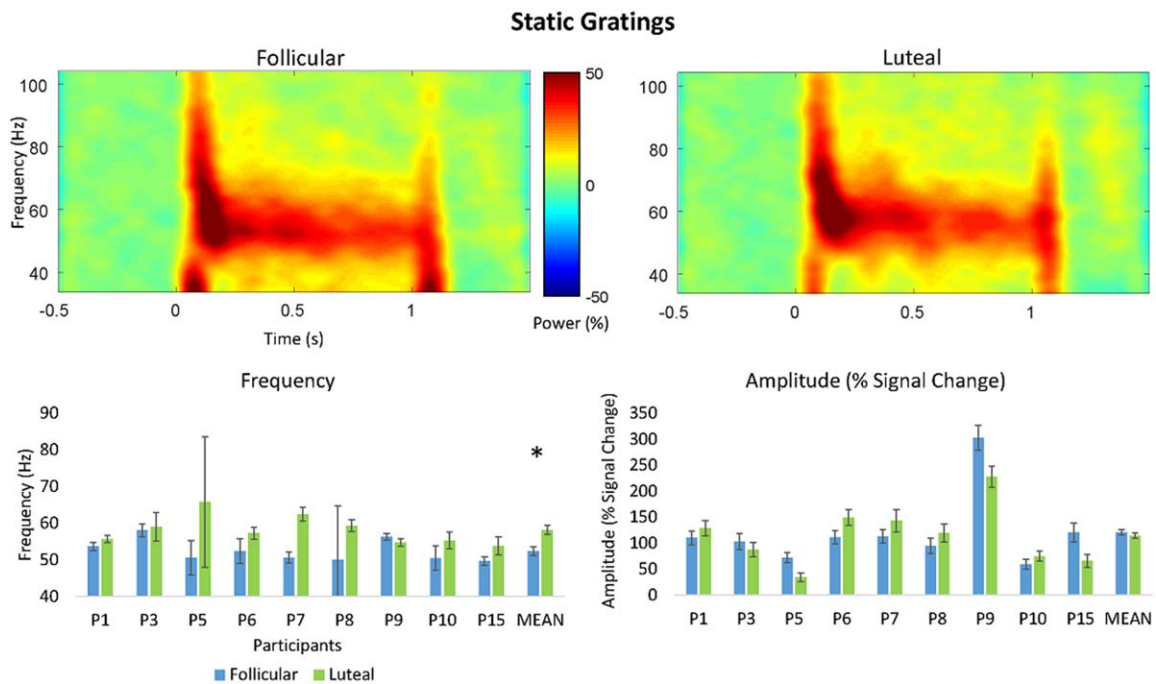 Static Gratings
Follicular
Luteal
Frequency (Hz)
100
80
60
40
-0.5
0
0.5
1
Time (s)
50
0
-50
Power (%)
100
80
60
40
-0.5
0
0.5
1
Frequency
Frequency (Hz)
90
80
70
60
50
40
*
P1 P3 P5 P6 P7 P8 P9 P10 P15 MEAN
Participants
Follicular Luteal
Amplitude (% Signal Change)
Amplitude (% Signal Change)
350
300
250
200
150
100
50
0
P1 P3 P5 P6 P7 P8 P9 P10 P15 MEAN